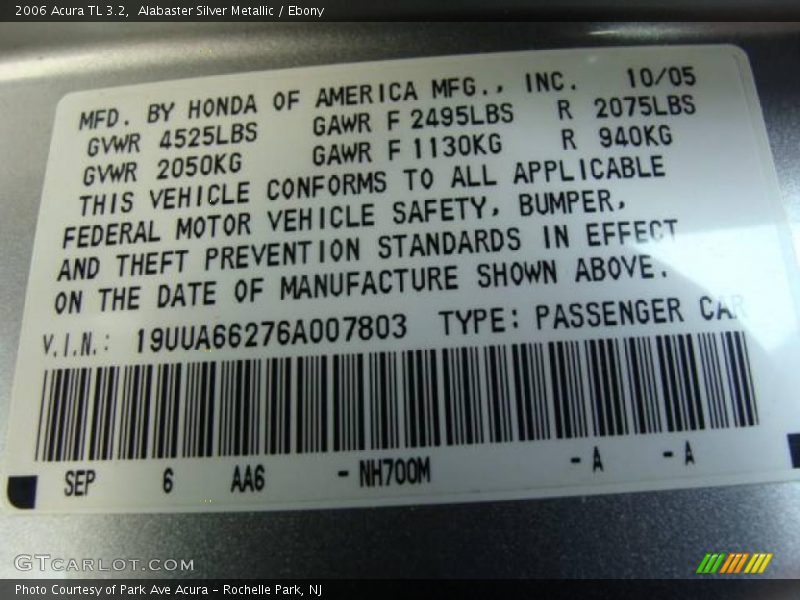 2006 Acura TL 3.2,  Alabaster Silver Metallic / Ebony
MFD. BY HONDA OF AMERICA MFG., INC. 10/05
GVWR 4525LBS GAWR F 2495LBS R 2075LBS
GVWR 2050KG GAWR F 1130KG R 940KG
THIS VEHICLE CONFORMS TO ALL APPLICABLE
FEDERAL MOTOR VEHICLE SAFETY, BUMPER,
AND THEFT PREVENTION STANDARDS IN EFFECT
ON THE DATE OF MANUFACTURE SHOWN ABOVE.
V.I.N.: 19UUA66276A007803 TYPE: PASSENGER CAR
SEP 6 AA6 - NH700M - A - A
GTCARLOT.COM
Photo Courtesy of Park Ave Acura - Rochelle Park, NJ